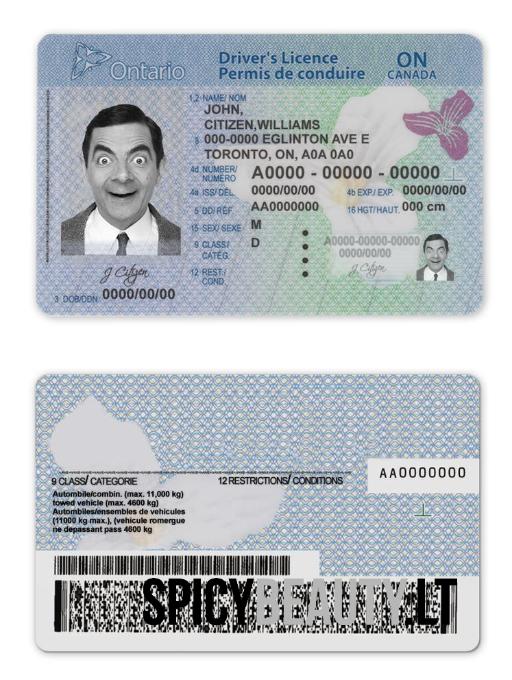 Ontario
Driver's Licence
Permis de conduire
ON
CANADA
1,2 NAME/ NOM
JOHN,
CITIZEN,WILLIAMS
8 000-0000 EGLINTON AVE E
TORONTO, ON, A0A 0A0
4d NUMBER/
NUMÉRO
A0000 - 00000 - 00000
4a ISS/DÉL. 0000/00/00 4b EXP/ EXP. 0000/00/00
5 DD/RÉF. AA0000000 16 HGT/HAUT. 000 cm
15 SEX/ SEXE M
9 CLASS/
CATÉG. D
A0000-00000-00000
0000/00/00
J Citizen
12 REST./
COND.
J Citizen
3 DOB/DDN 0000/00/00
AA0000000
9 CLASS/ CATEGORIE 12 RESTRICTIONS/ CONDITIONS
Autombile/combin. (max. 11,000 kg)
towed vehicle (max. 4600 kg)
Automobiles/ensembles de vehicules
(11000 kg max.), (vehicule romergue
ne depassant pass 4600 kg
SPICYBEAUTY.LT